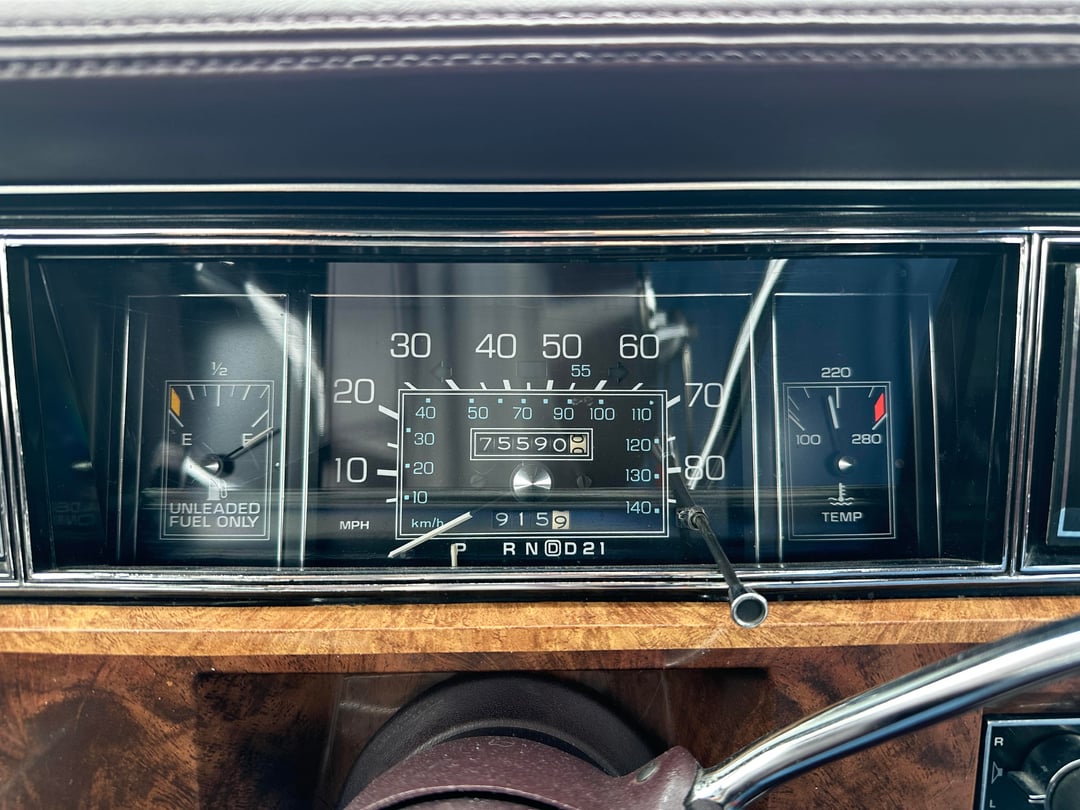 30 40 50 60
55
20 70
40 50 70 90 100 110
30 120
20 130
10 140
10 80
75590
9159
MPH
km/h
P R N D D 2 1
1/2
E F
UNLEADED
FUEL ONLY
220
100 280
TEMP
R